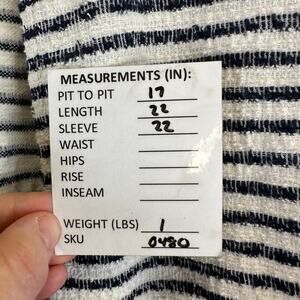 MEASUREMENTS (IN):
PIT TO PIT 17
LENGTH 22
SLEEVE 22
WAIST
HIPS
RISE
INSEAM
WEIGHT (LBS) 1
SKU 0480